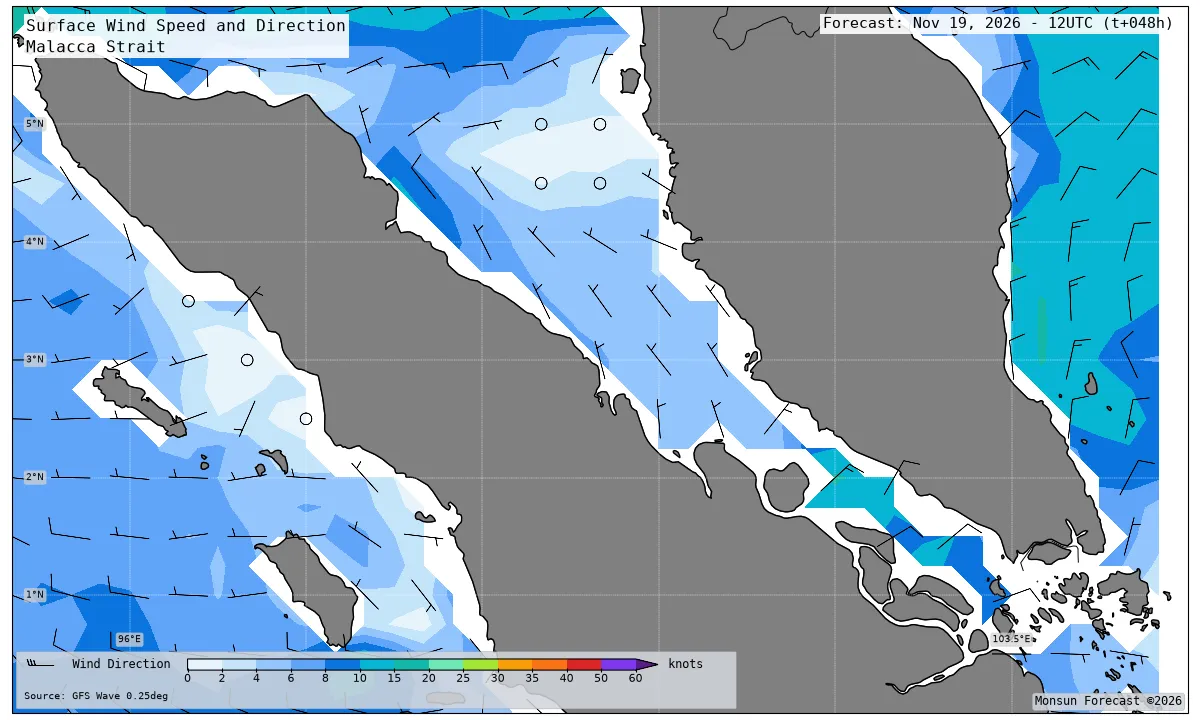 Surface Wind Speed and Direction
Malacca Strait
Forecast: Nov 19, 2026 - 12UTC (t+048h)
5°N
4°N
3°N
2°N
1°N
96°E
103.5°E
Wind Direction
0 2 4 6 8 10 15 20 25 30 35 40 50 60
knots
Source: GFS Wave 0.25deg
Monsun Forecast ©2026